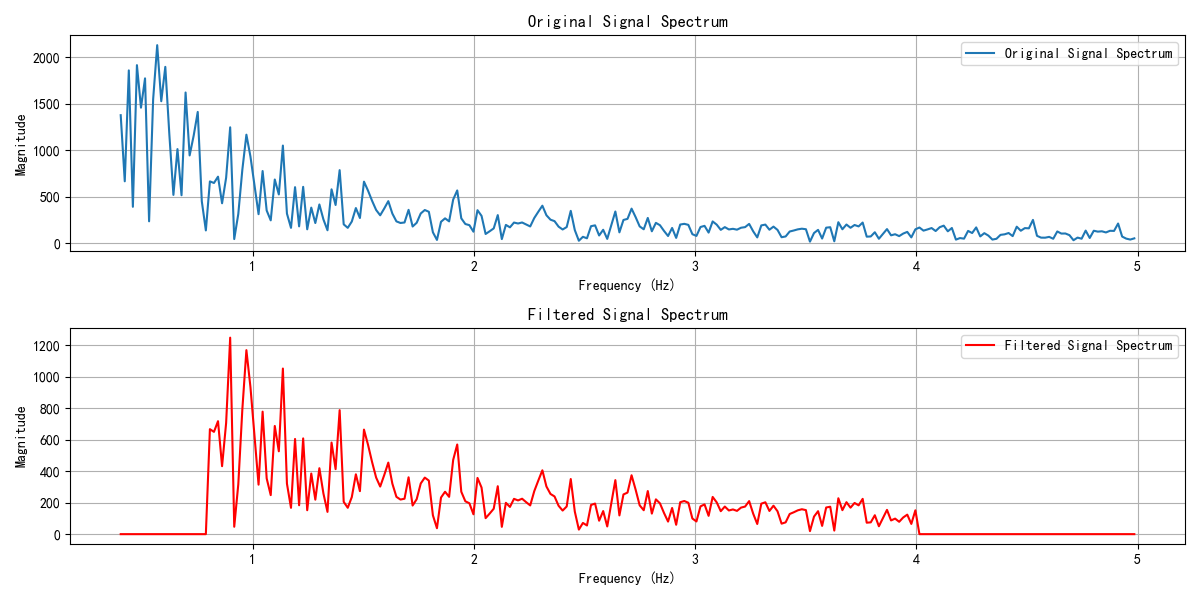 Original Signal Spectrum
Original Signal Spectrum
2000
1500
1000
500
0
Magnitude
1 2 3 4 5
Frequency (Hz)
Filtered Signal Spectrum
Filtered Signal Spectrum
1200
1000
800
600
400
200
0
Magnitude
1 2 3 4 5
Frequency (Hz)